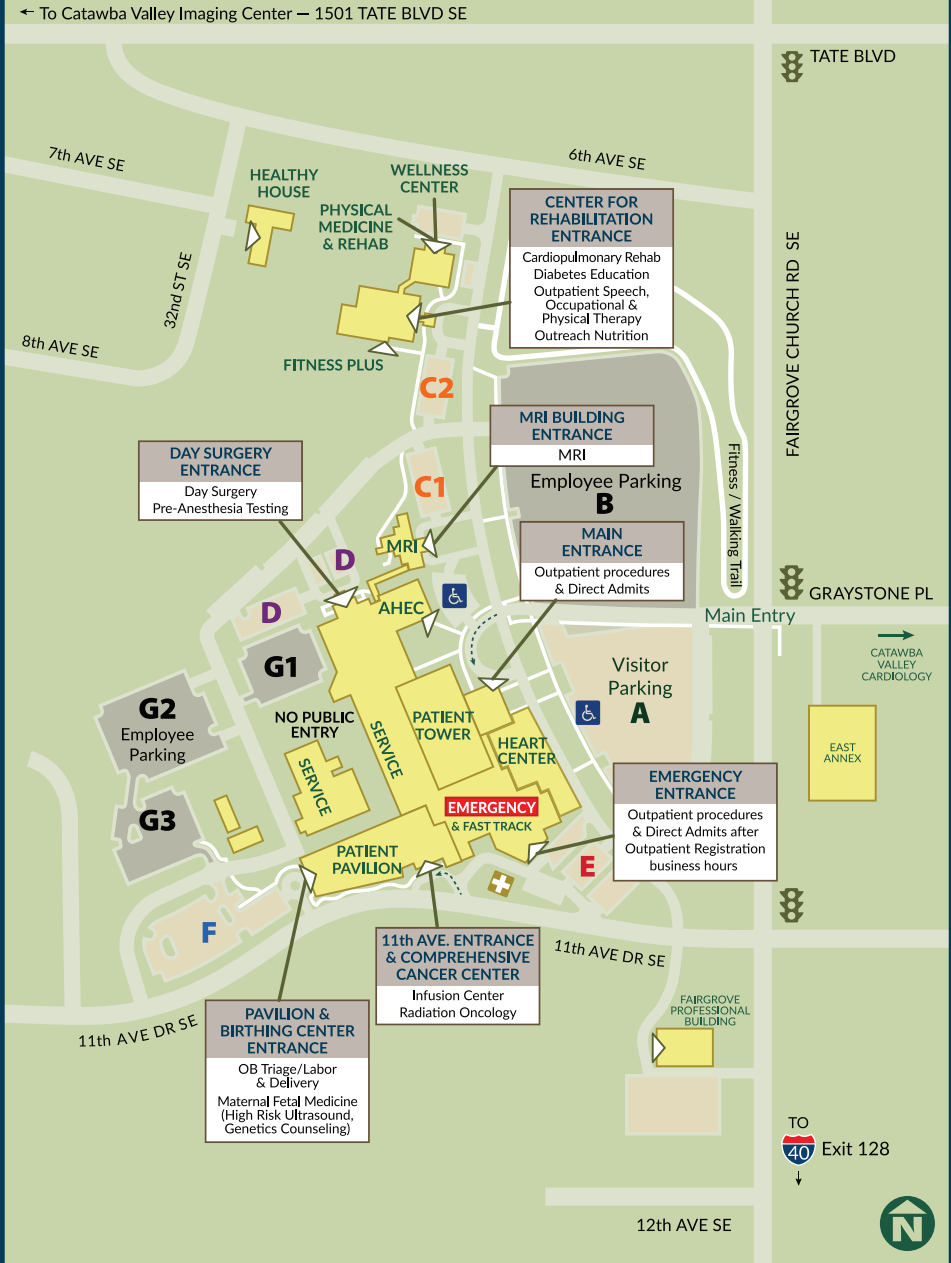 ← To Catawba Valley Imaging Center — 1501 TATE BLVD SE
TATE BLVD
7th AVE SE
6th AVE SE
HEALTHY
HOUSE
WELLNESS
CENTER
PHYSICAL
MEDICINE
& REHAB
CENTER FOR
REHABILITATION
ENTRANCE
Cardiopulmonary Rehab
Diabetes Education
Outpatient Speech,
Occupational &
Physical Therapy
Outreach Nutrition
32nd ST SE
FAIRGROVE CHURCH RD SE
8th AVE SE
FITNESS PLUS
C2
MRI BUILDING
ENTRANCE
MRI
DAY SURGERY
ENTRANCE
Day Surgery
Pre-Anesthesia Testing
C1
Employee Parking
B
Fitness / Walking Trail
MAIN
ENTRANCE
Outpatient procedures
& Direct Admits
MRI
D
D
AHEC
GRAYSTONE PL
Main Entry
CATAWBA
VALLEY
CARDIOLOGY
G1
Visitor
Parking
A
G2
Employee
Parking
NO PUBLIC
ENTRY
SERVICE
SERVICE
PATIENT
TOWER
HEART
CENTER
EAST
ANNEX
EMERGENCY
& FAST TRACK
EMERGENCY
ENTRANCE
Outpatient procedures
& Direct Admits after
Outpatient Registration
business hours
G3
PATIENT
PAVILION
E
F
11th AVE. ENTRANCE
& COMPREHENSIVE
CANCER CENTER
Infusion Center
Radiation Oncology
11th AVE DR SE
FAIRGROVE
PROFESSIONAL
BUILDING
11th AVE DR SE
PAVILION &
BIRTHING CENTER
ENTRANCE
OB Triage/Labor
& Delivery
Maternal Fetal Medicine
(High Risk Ultrasound,
Genetics Counseling)
TO
40 Exit 128
12th AVE SE
N